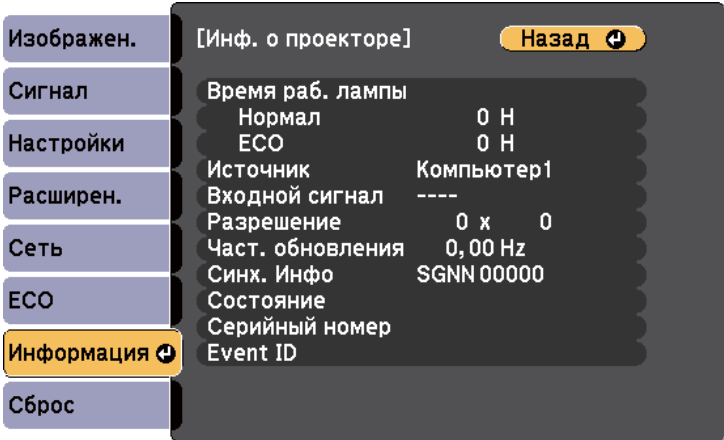 Изображен.
Сигнал
Настройки
Расширен.
Сеть
ECO
Информация
Сброс
[Инф. о проекторе]
Назад
Время раб. лампы
Нормал 0 H
ECO 0 H
Источник Компьютер1
Входной сигнал ----
Разрешение 0 x 0
Част. обновления 0,00 Hz
Синх. Инфо SGNN 00000
Состояние
Серийный номер
Event ID